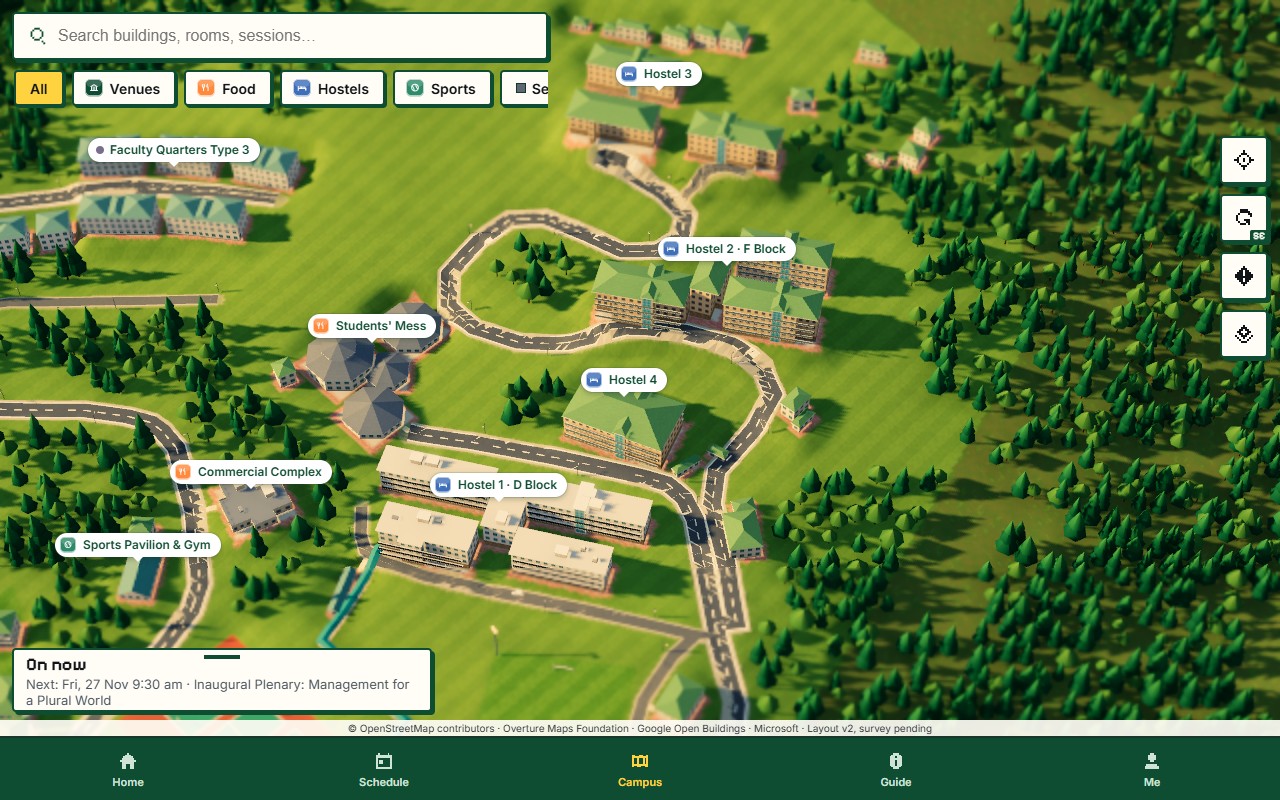 Search buildings, rooms, sessions…
All
Venues
Food
Hostels
Sports
Se
Hostel 3
Faculty Quarters Type 3
Hostel 2 · F Block
SE
Students' Mess
Hostel 4
Commercial Complex
Hostel 1 · D Block
Sports Pavilion & Gym
On now
Next: Fri, 27 Nov 9:30 am · Inaugural Plenary: Management for
a Plural World
© OpenStreetMap contributors · Overture Maps Foundation · Google Open Buildings · Microsoft · Layout v2, survey pending
Home
Schedule
Campus
Guide
Me